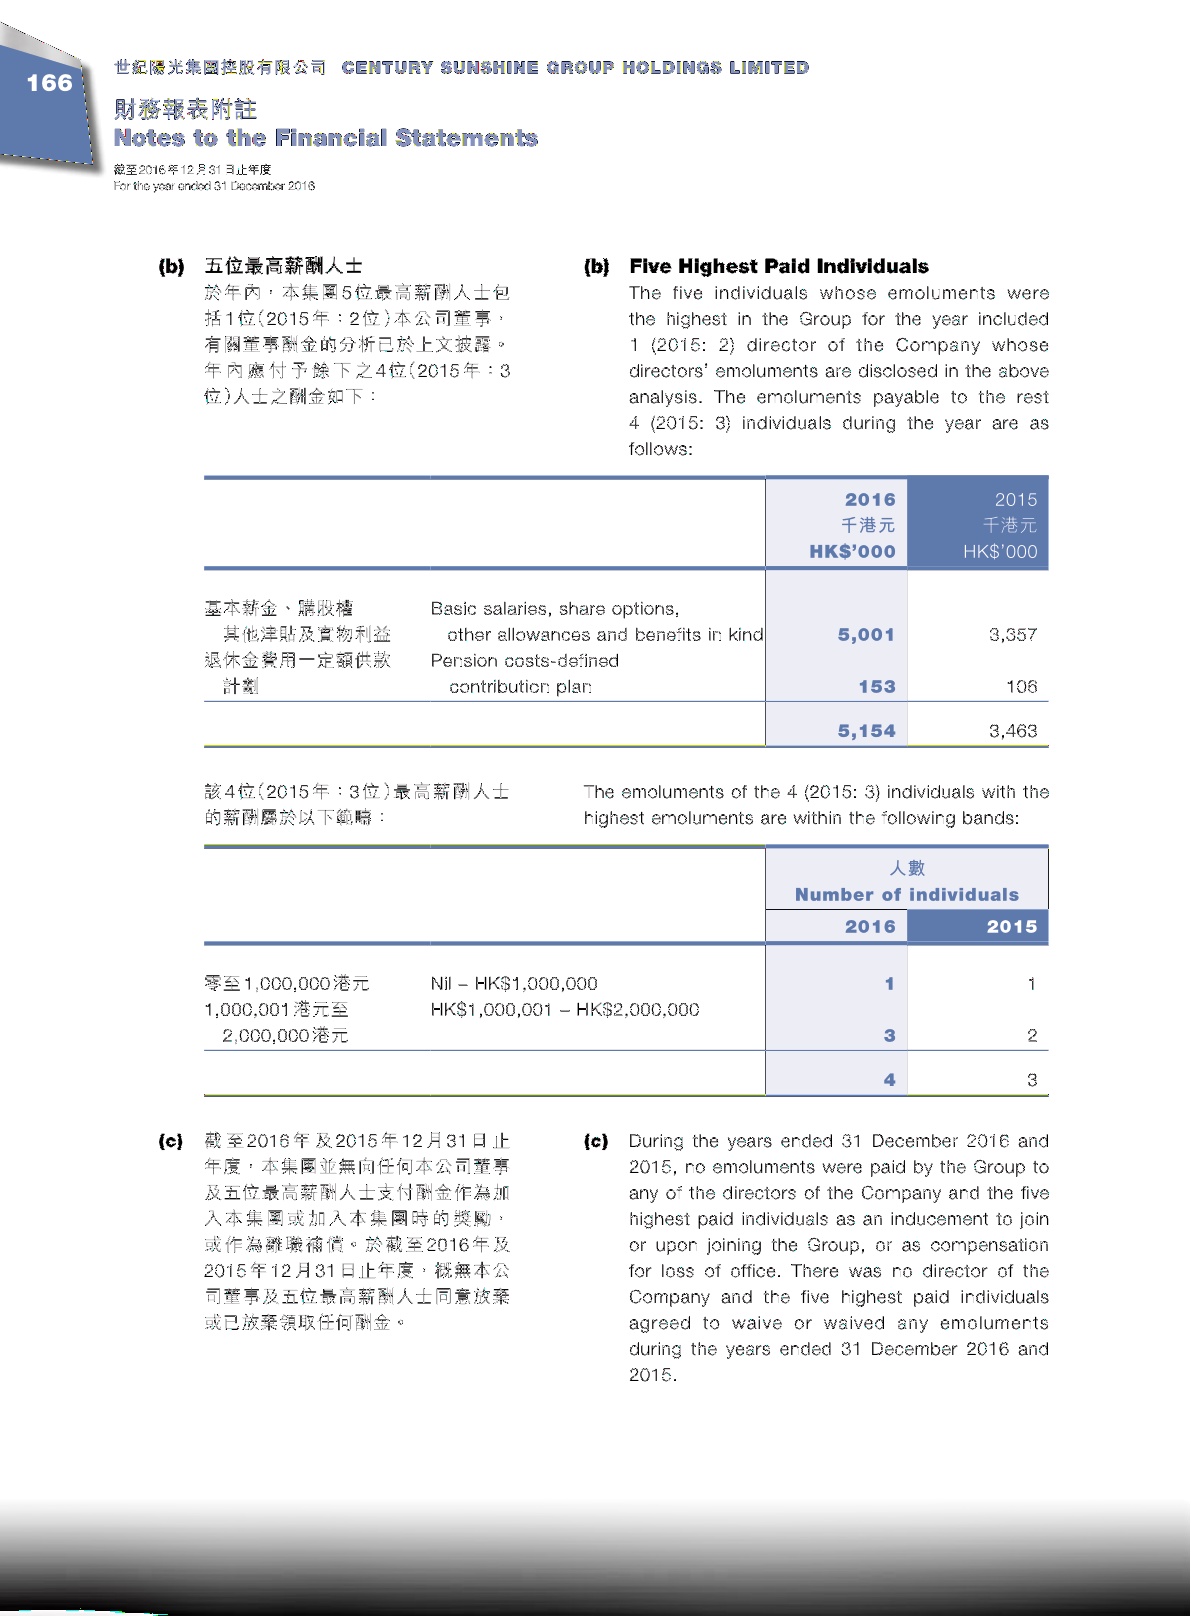 166
世紀陽光集團控股有限公司 CENTURY SUNSHINE GROUP HOLDINGS LIMITED
財務報表附註
Notes to the Financial Statements
截至2016年12月31日止年度
For the year ended 31 December 2016
(b) 五位最高薪酬人士
於年內，本集團5位最高薪酬人士包
括1位(2015年：2位)本公司董事，
有關董事酬金的分析已於上文披露。
年內應付予餘下之4位(2015年：3
位)人士之酬金如下：
(b) Five Highest Paid Individuals
The five individuals whose emoluments were
the highest in the Group for the year included
1 (2015: 2) director of the Company whose
directors’ emoluments are disclosed in the above
analysis. The emoluments payable to the rest
4 (2015: 3) individuals during the year are as
follows:
2016 2015
千港元 千港元
HK$’000 HK$’000
基本薪金、購股權 Basic salaries, share options,
其他津貼及實物利益 other allowances and benefits in kind 5,001 3,357
退休金費用－定額供款 Pension costs-defined
計劃 contribution plan 153 106
5,154 3,463
該4位(2015年：3位)最高薪酬人士
的薪酬屬於以下範疇：
The emoluments of the 4 (2015: 3) individuals with the
highest emoluments are within the following bands:
人數
Number of individuals
2016 2015
零至1,000,000港元 Nil – HK$1,000,000 1 1
1,000,001港元至 HK$1,000,001 – HK$2,000,000
2,000,000港元 3 2
4 3
(c) 截至2016年及2015年12月31日止
年度，本集團並無向任何本公司董事
及五位最高薪酬人士支付酬金作為加
入本集團或加入本集團時的獎勵，
或作為離職補償。於截至2016年及
2015年12月31日止年度，概無本公
司董事及五位最高薪酬人士同意放棄
或已放棄領取任何酬金。
(c) During the years ended 31 December 2016 and
2015, no emoluments were paid by the Group to
any of the directors of the Company and the five
highest paid individuals as an inducement to join
or upon joining the Group, or as compensation
for loss of office. There was no director of the
Company and the five highest paid individuals
agreed to waive or waived any emoluments
during the years ended 31 December 2016 and
2015.